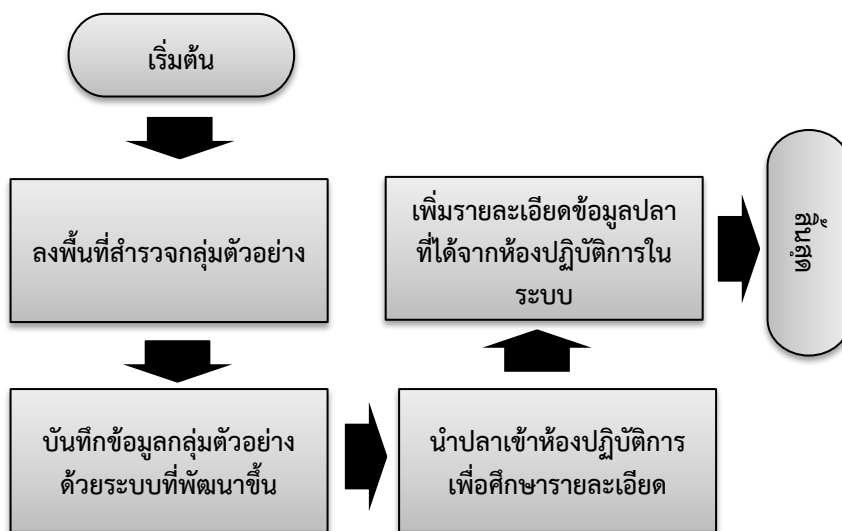 เริ่มต้น
ลงพื้นที่สำรวจกลุ่มตัวอย่าง
บันทึกข้อมูลกลุ่มตัวอย่าง
ด้วยระบบที่พัฒนาขึ้น
นำปลาเข้าห้องปฏิบัติการ
เพื่อศึกษารายละเอียด
เพิ่มรายละเอียดข้อมูลปลา
ที่ได้จากห้องปฏิบัติการใน
ระบบ
สิ้นสุด